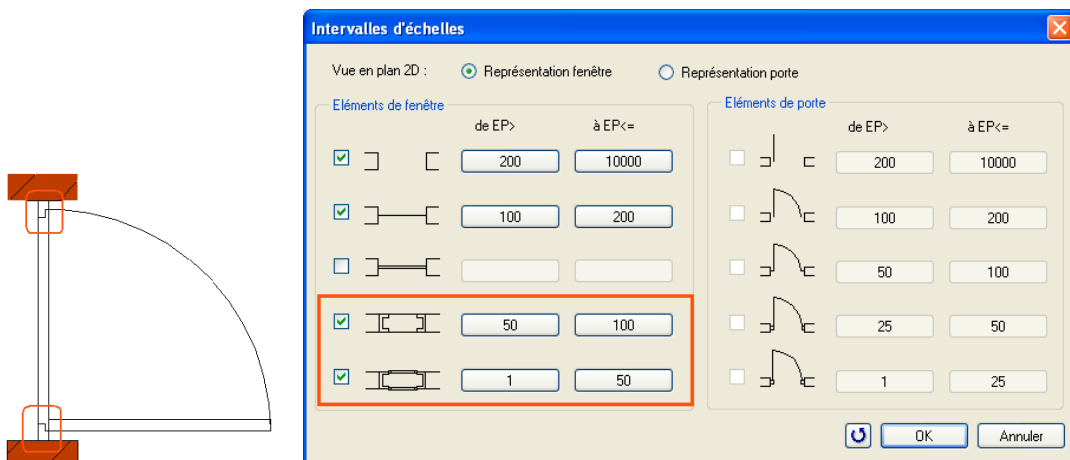 Intervalles d'échelles
Vue en plan 2D : Représentation fenêtre Représentation porte
Eléments de fenêtre
de EP> à EP<=
200 10000
100 200
50 100
1 50
Eléments de porte
de EP> à EP<=
200 10000
100 200
50 100
25 50
1 25
OK Annuler